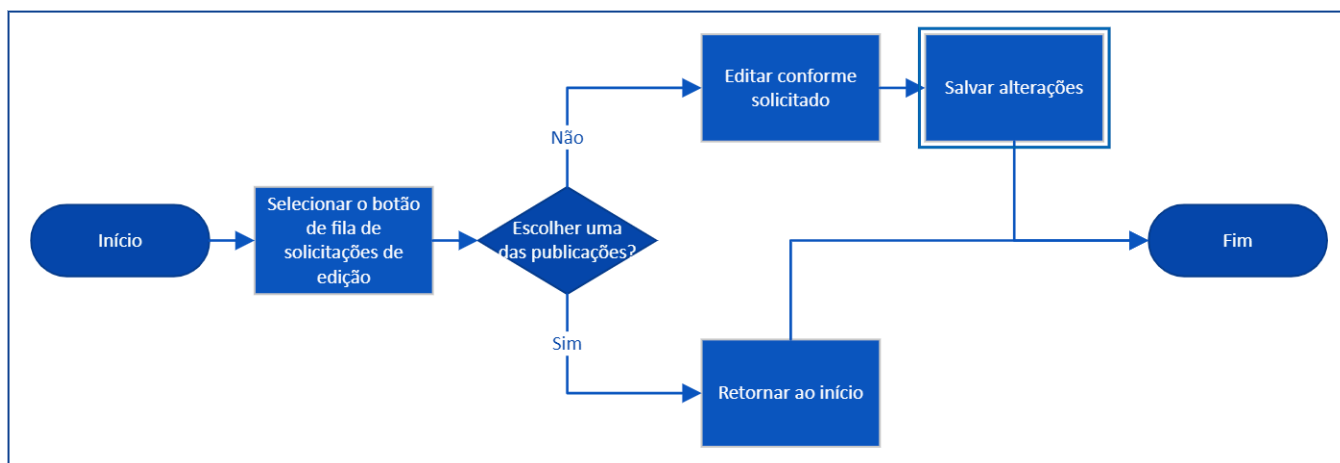 Início
Selecionar o botão
de fila de
solicitações de
edição
Escolher uma
das publicações?
Não
Editar conforme
solicitado
Salvar alterações
Sim
Retornar ao início
Fim